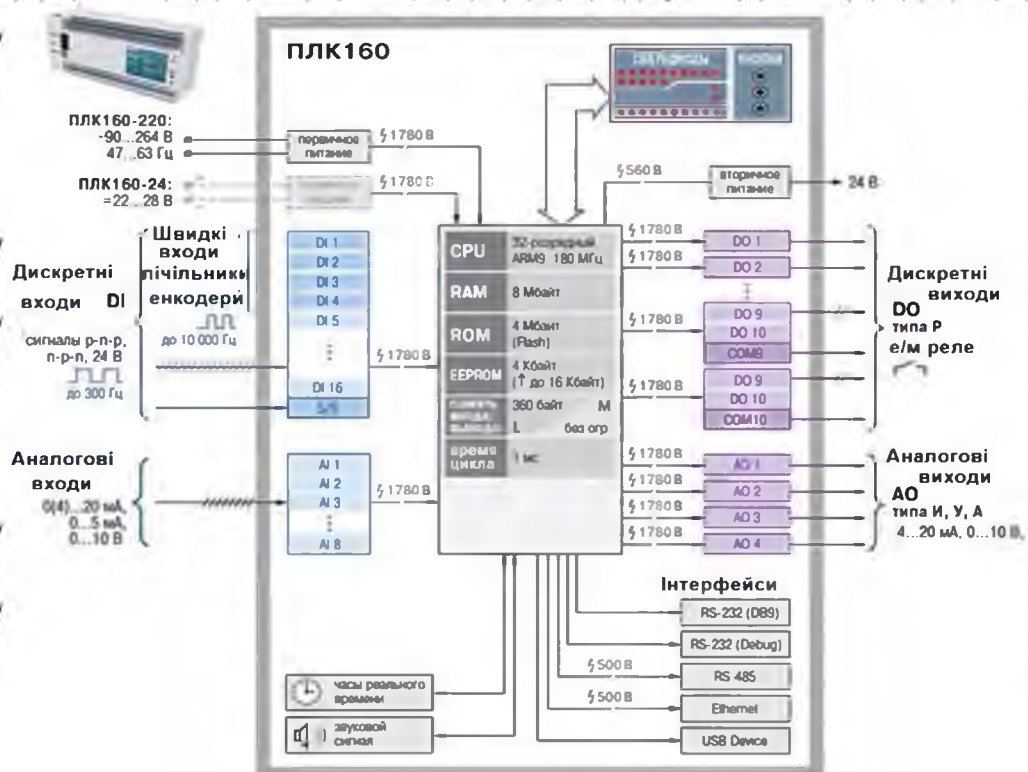 ПЛК160
ПЛК160-220:
~90...264 В
47...63 Гц
ПЛК160-24:
=22...28 В
первичное
питание
1780 В
1780 В
560 В
вторичное
питание
24 В
Дискретні
входи DI
сигналы p-n-p,
n-p-n, 24 В
до 300 Гц
Швидкі
входи
лічильники
енкодери
до 10 000 Гц
DI 1
DI 2
DI 3
DI 4
DI 5
DI 16
S/S
1780 В
Аналогові
входи
0(4)...20 мА,
0...5 мА,
0...10 В
AI 1
AI 2
AI 3
AI 8
1780 В
CPU
32-розрядный
ARM9 180 МГц
RAM
8 Мбайт
ROM
4 Мбайт
(Flash)
EEPROM
4 Кбайт
(↑ до 16 Кбайт)
360 байт М
L без огр
время
цикла
1 мс
1780 В
DO 1
1780 В
DO 2
1780 В
DO 9
DO 10
COM9
1780 В
DO 9
DO 10
COM10
Дискретні
виходи
DO
типа Р
е/м реле
1780 В
AO 1
1780 В
AO 2
1780 В
AO 3
1780 В
AO 4
Аналогові
виходи
AO
типа И, У, А
4...20 мА, 0...10 В,
Інтерфейси
RS-232 (DB9)
RS-232 (Debug)
500 В
RS 485
500 В
Ethernet
USB Device
часы реального
времени
звуковой
сигнал